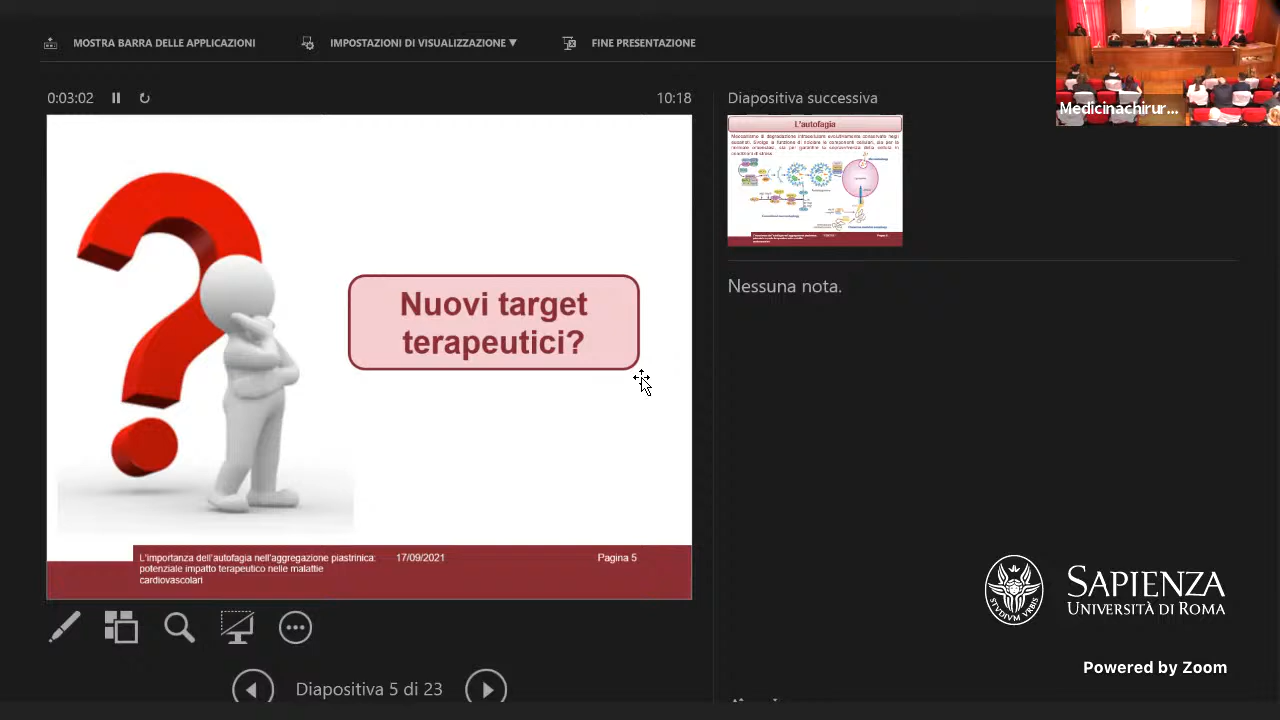 MOSTRA BARRA DELLE APPLICAZIONI
IMPOSTAZIONI DI VISUALIZZAZIONE ▼
FINE PRESENTAZIONE
Medicinachirur...
0:03:02
10:18
Diapositiva successiva
L'autofagia
Nuovi target
terapeutici?
Nessuna nota.
L'importanza dell'autofagia nell'aggregazione piastrinica:
potenziale impatto terapeutico nelle malattie
cardiovascolari
17/09/2021
Pagina 5
STVDIVM VRBIS
SAPIENZA
UNIVERSITÀ DI ROMA
Powered by Zoom
Diapositiva 5 di 23